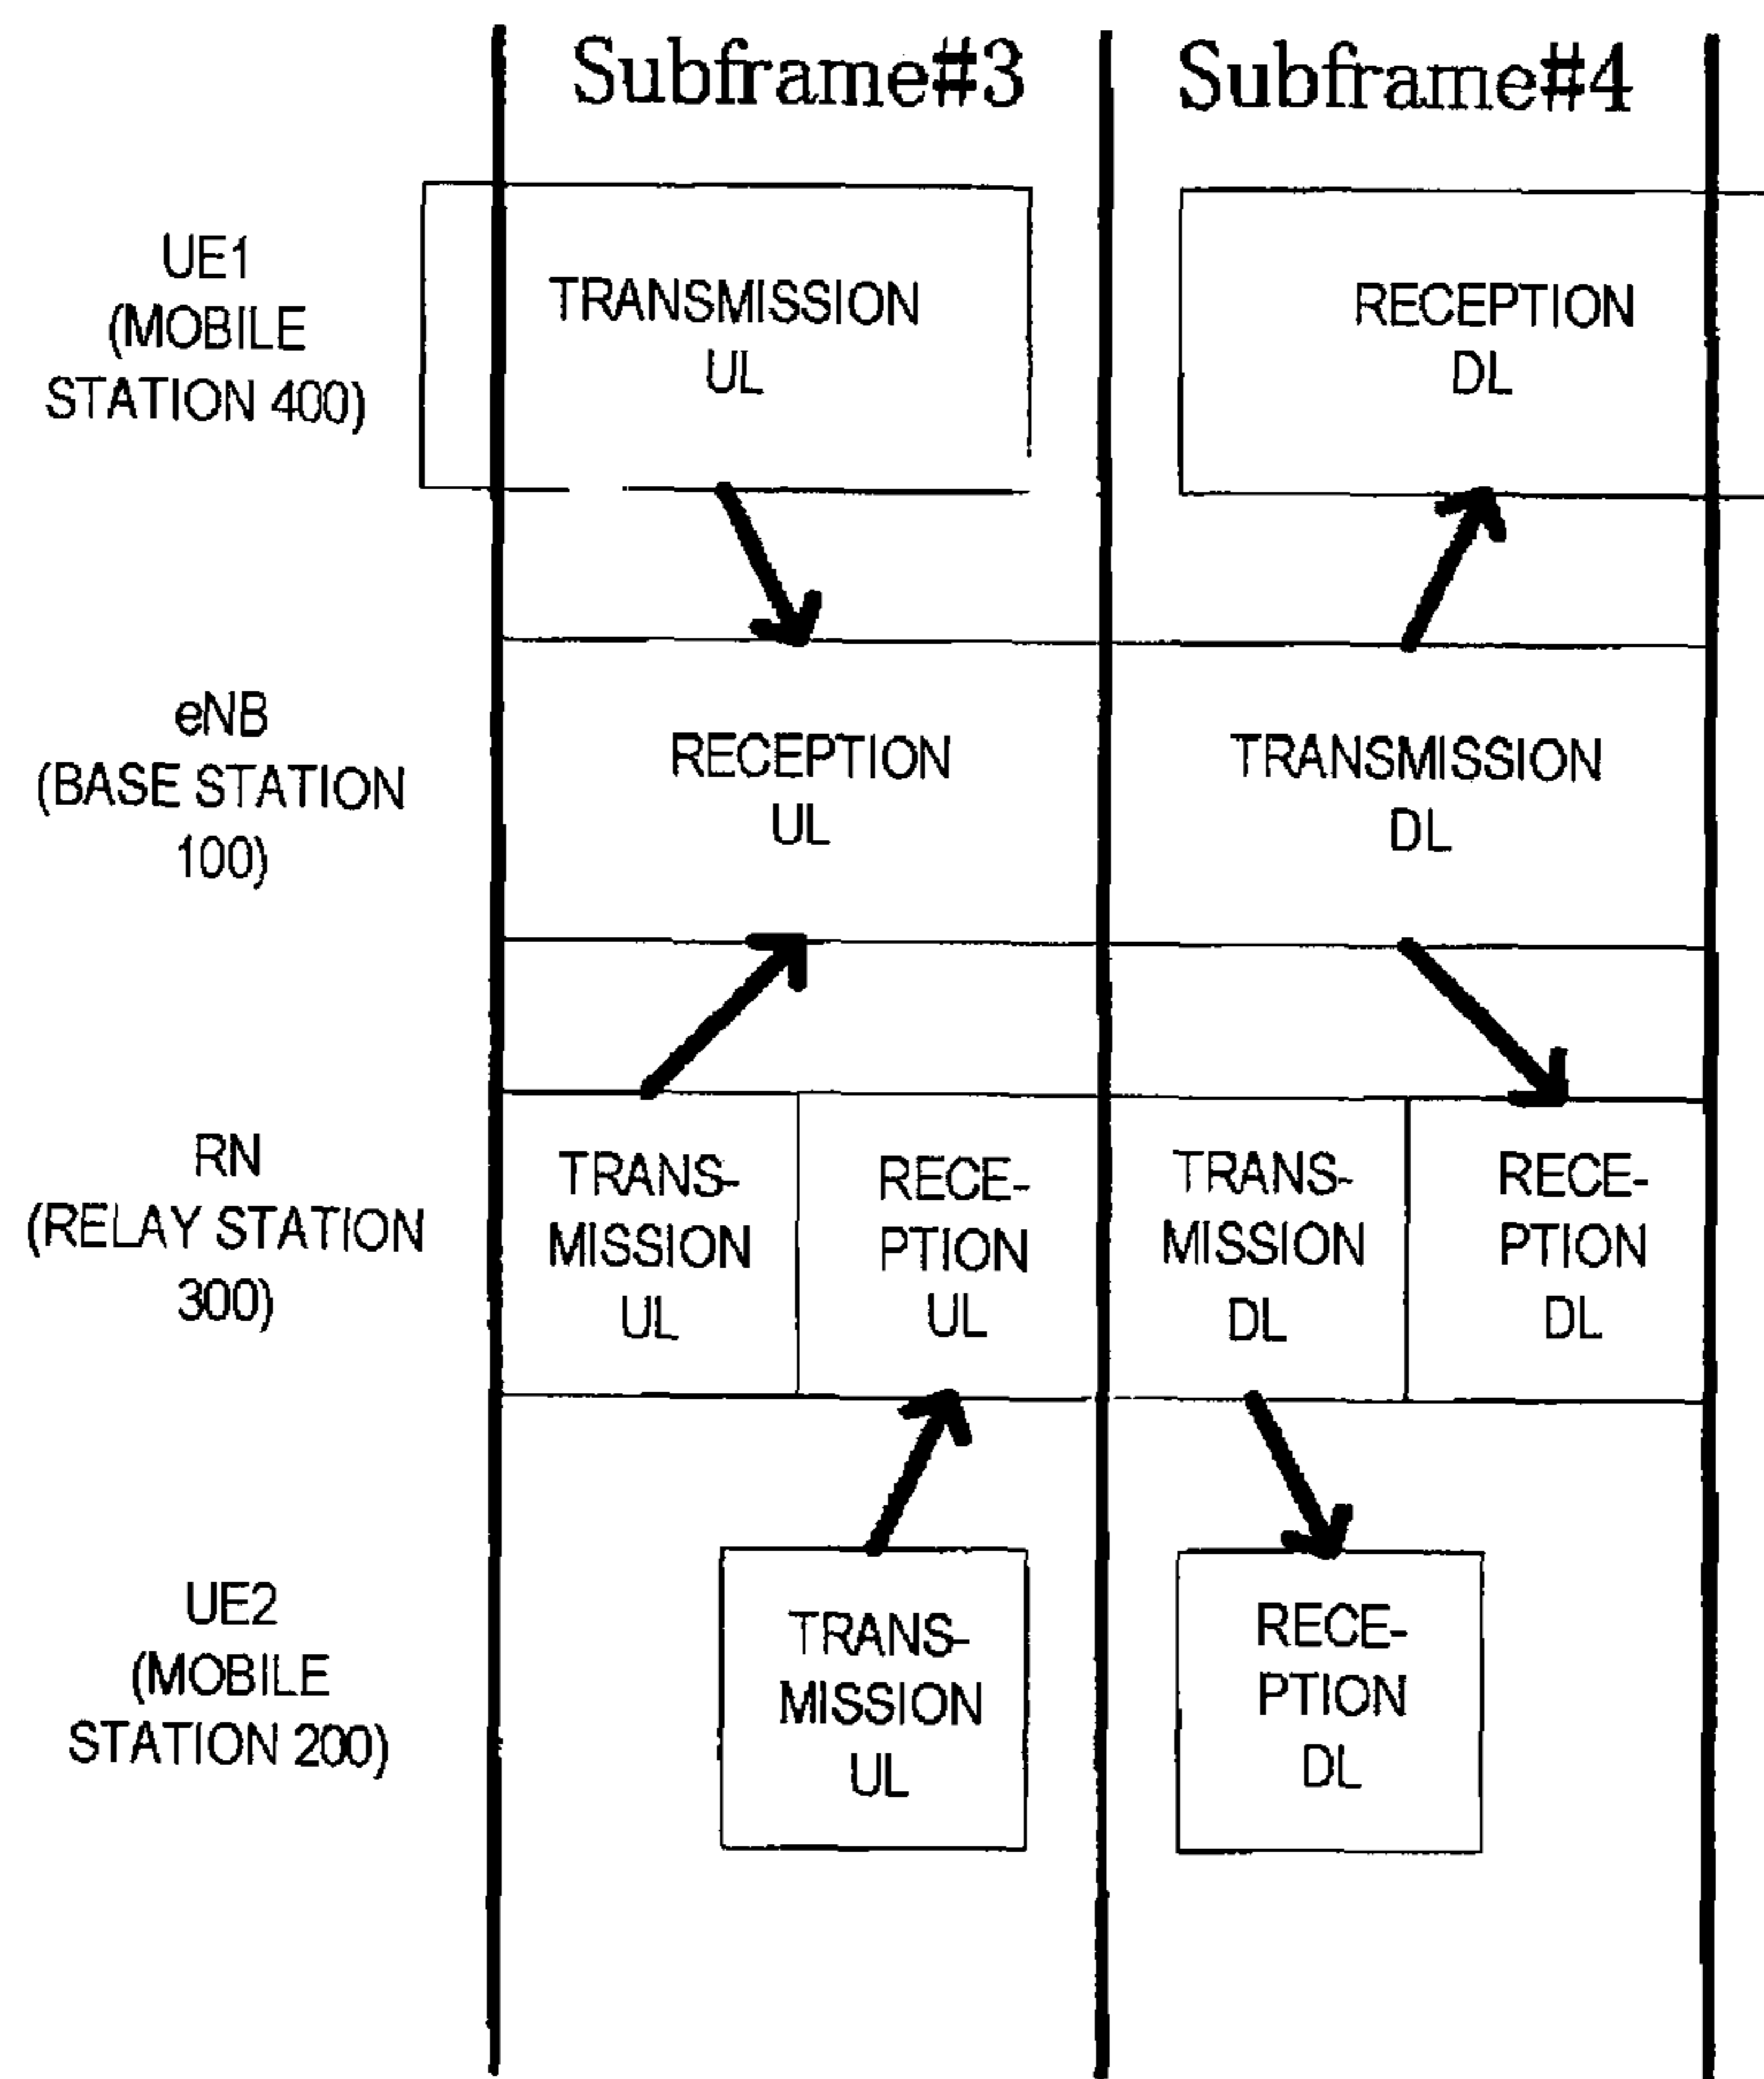 Subframe#3
Subframe#4
UE1
(MOBILE
STATION 400)
TRANSMISSION
UL
RECEPTION
DL
eNB
(BASE STATION
100)
RECEPTION
UL
TRANSMISSION
DL
RN
(RELAY STATION
300)
TRANS-
MISSION
UL
RECE-
PTION
UL
TRANS-
MISSION
DL
RECE-
PTION
DL
UE2
(MOBILE
STATION 200)
TRANS-
MISSION
UL
RECE-
PTION
DL